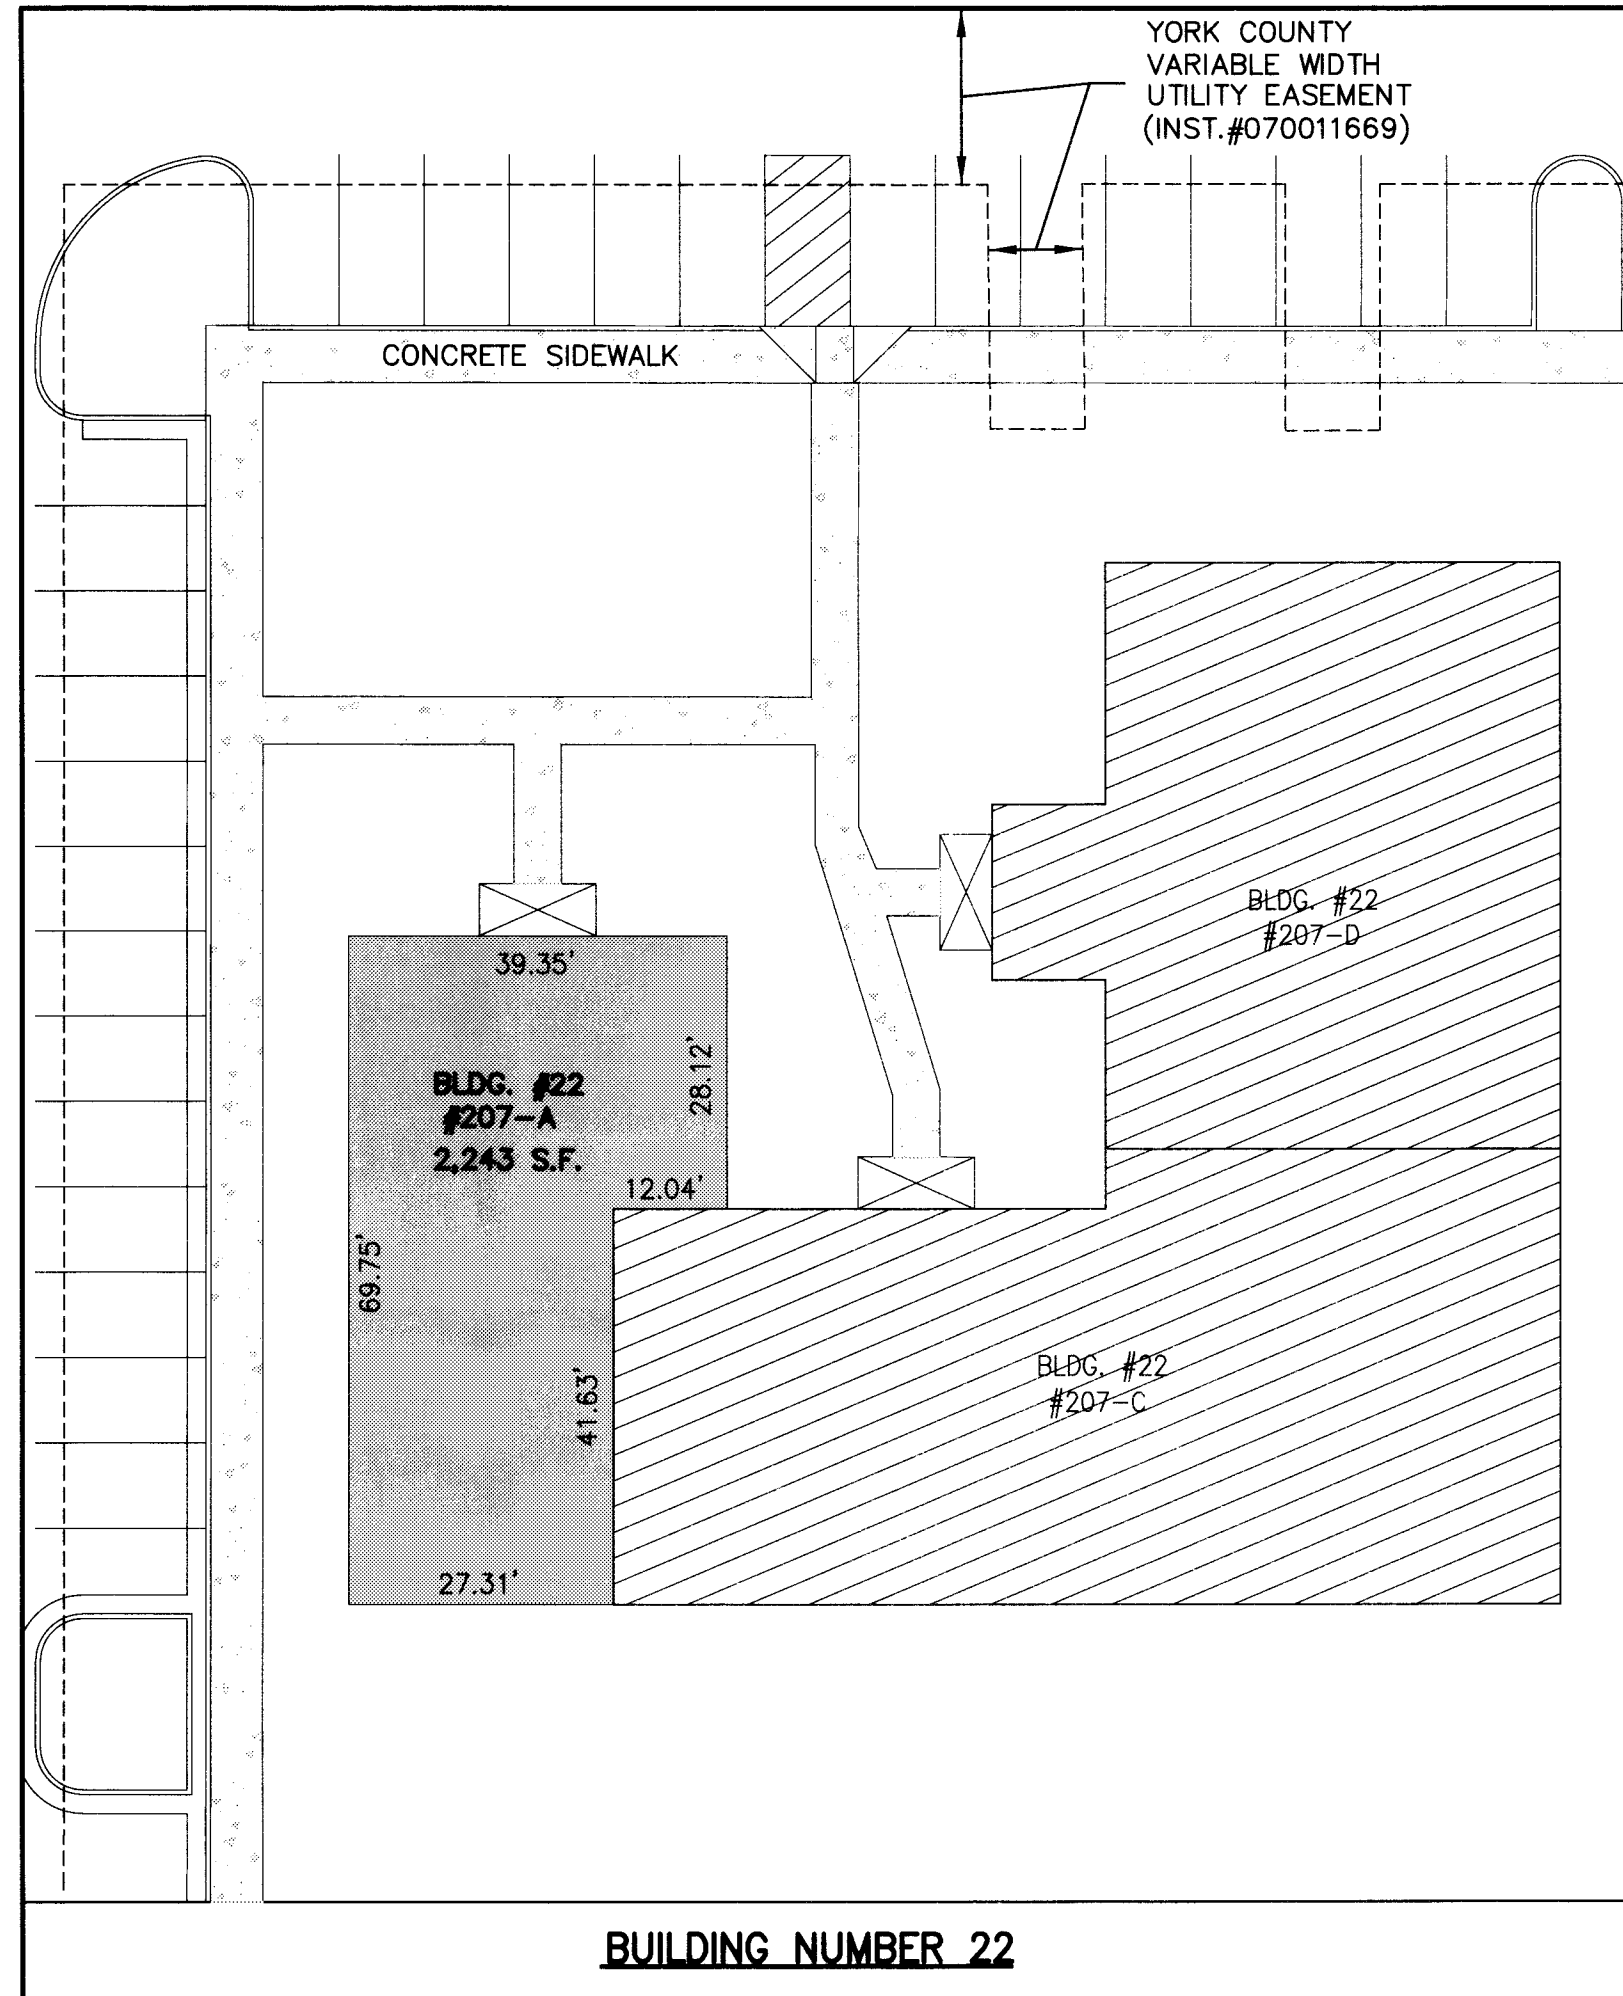 YORK COUNTY
VARIABLE WIDTH
UTILITY EASEMENT
(INST.#070011669)
CONCRETE SIDEWALK
BLDG. #22
#207-D
39.35'
28.12'
BLDG. #22
#207-A
2,243 S.F.
12.04'
69.75'
41.63'
BLDG. #22
#207-C
27.31'
BUILDING NUMBER 22